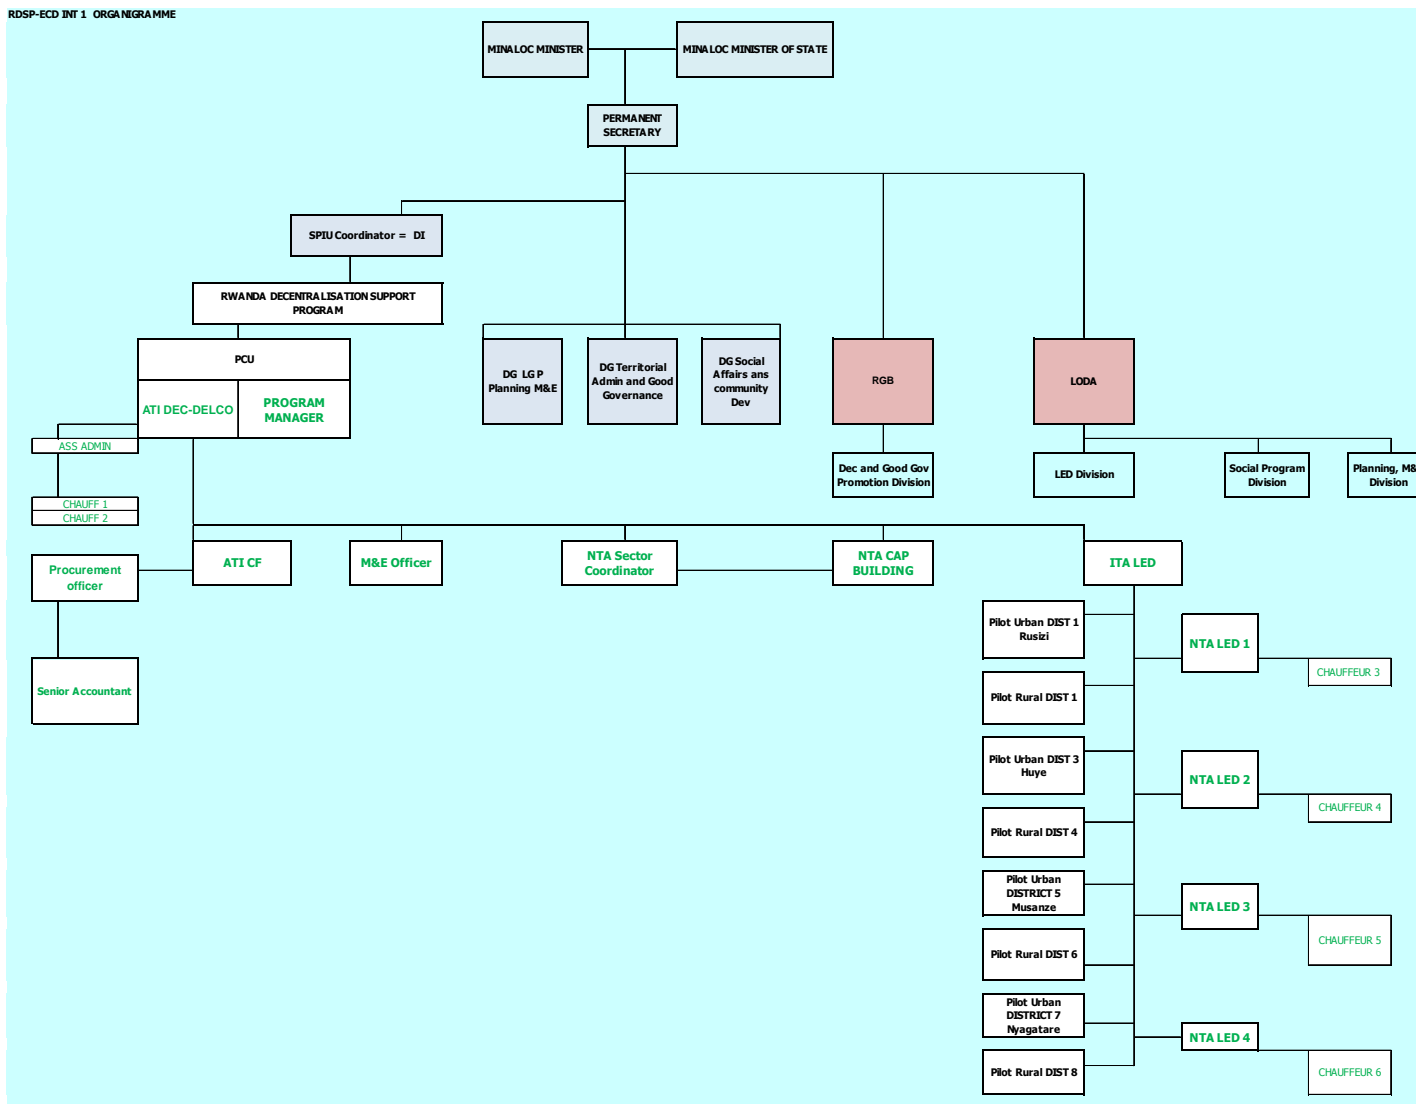 RDSP-ECD INT 1 ORGANIGRAMME
MINALOC MINISTER
MINALOC MINISTER OF STATE
PERMANENT
SECRETARY
SPIU Coordinator = DI
RWANDA DECENTRALISATION SUPPORT
PROGRAM
PCU
ATI DEC-DELCO
PROGRAM
MANAGER
DG LG P
Planning M&E
DG Territorial
Admin and Good
Governance
DG Social
Affairs ans
community
Dev
RGB
LODA
ASS ADMIN
CHAUFF 1
CHAUFF 2
Dec and Good Gov
Promotion Division
LED Division
Social Program
Division
Planning, M&
Division
Procurement
officer
ATI CF
M&E Officer
NTA Sector
Coordinator
NTA CAP
BUILDING
ITA LED
Senior Accountant
Pilot Urban DIST 1
Rusizi
NTA LED 1
CHAUFFEUR 3
Pilot Rural DIST 1
Pilot Urban DIST 3
Huye
NTA LED 2
CHAUFFEUR 4
Pilot Rural DIST 4
Pilot Urban
DISTRICT 5
Musanze
NTA LED 3
CHAUFFEUR 5
Pilot Rural DIST 6
Pilot Urban
DISTRICT 7
Nyagatare
NTA LED 4
CHAUFFEUR 6
Pilot Rural DIST 8